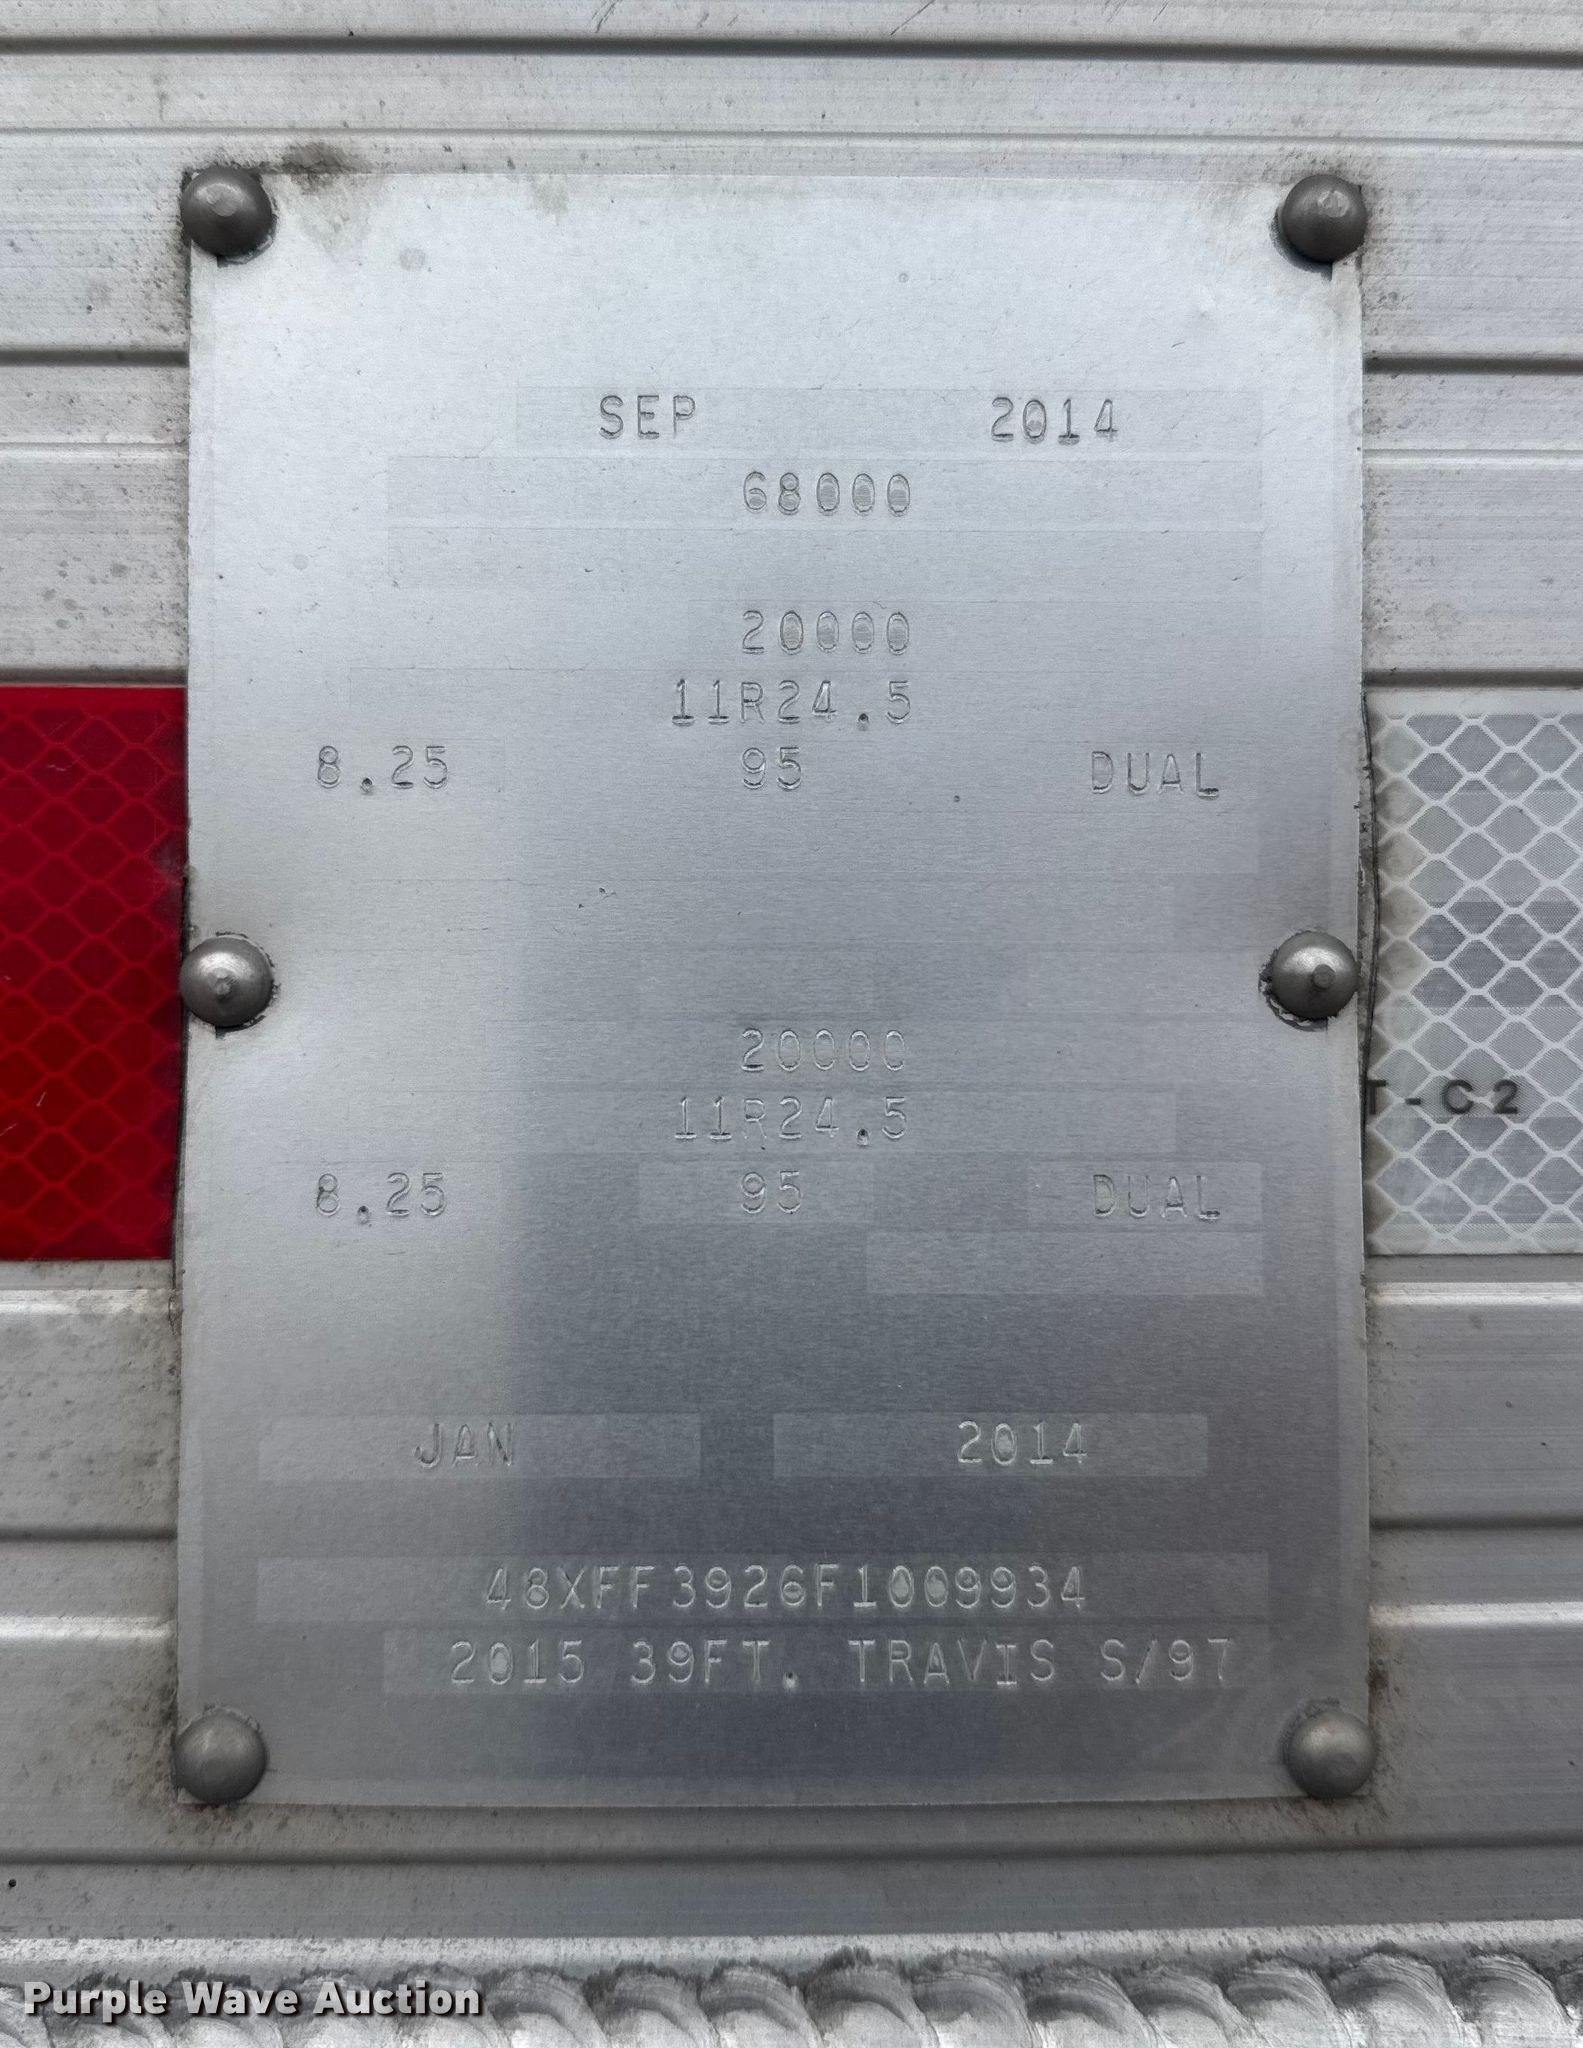 SEP 2014
68000
20000
11R24.5
8.25 95 DUAL
20000
11R24.5
8.25 95 DUAL
T-C2
JAN 2014
48XFF3926F1009934
2015 39FT. TRAVIS S/97
Purple Wave Auction